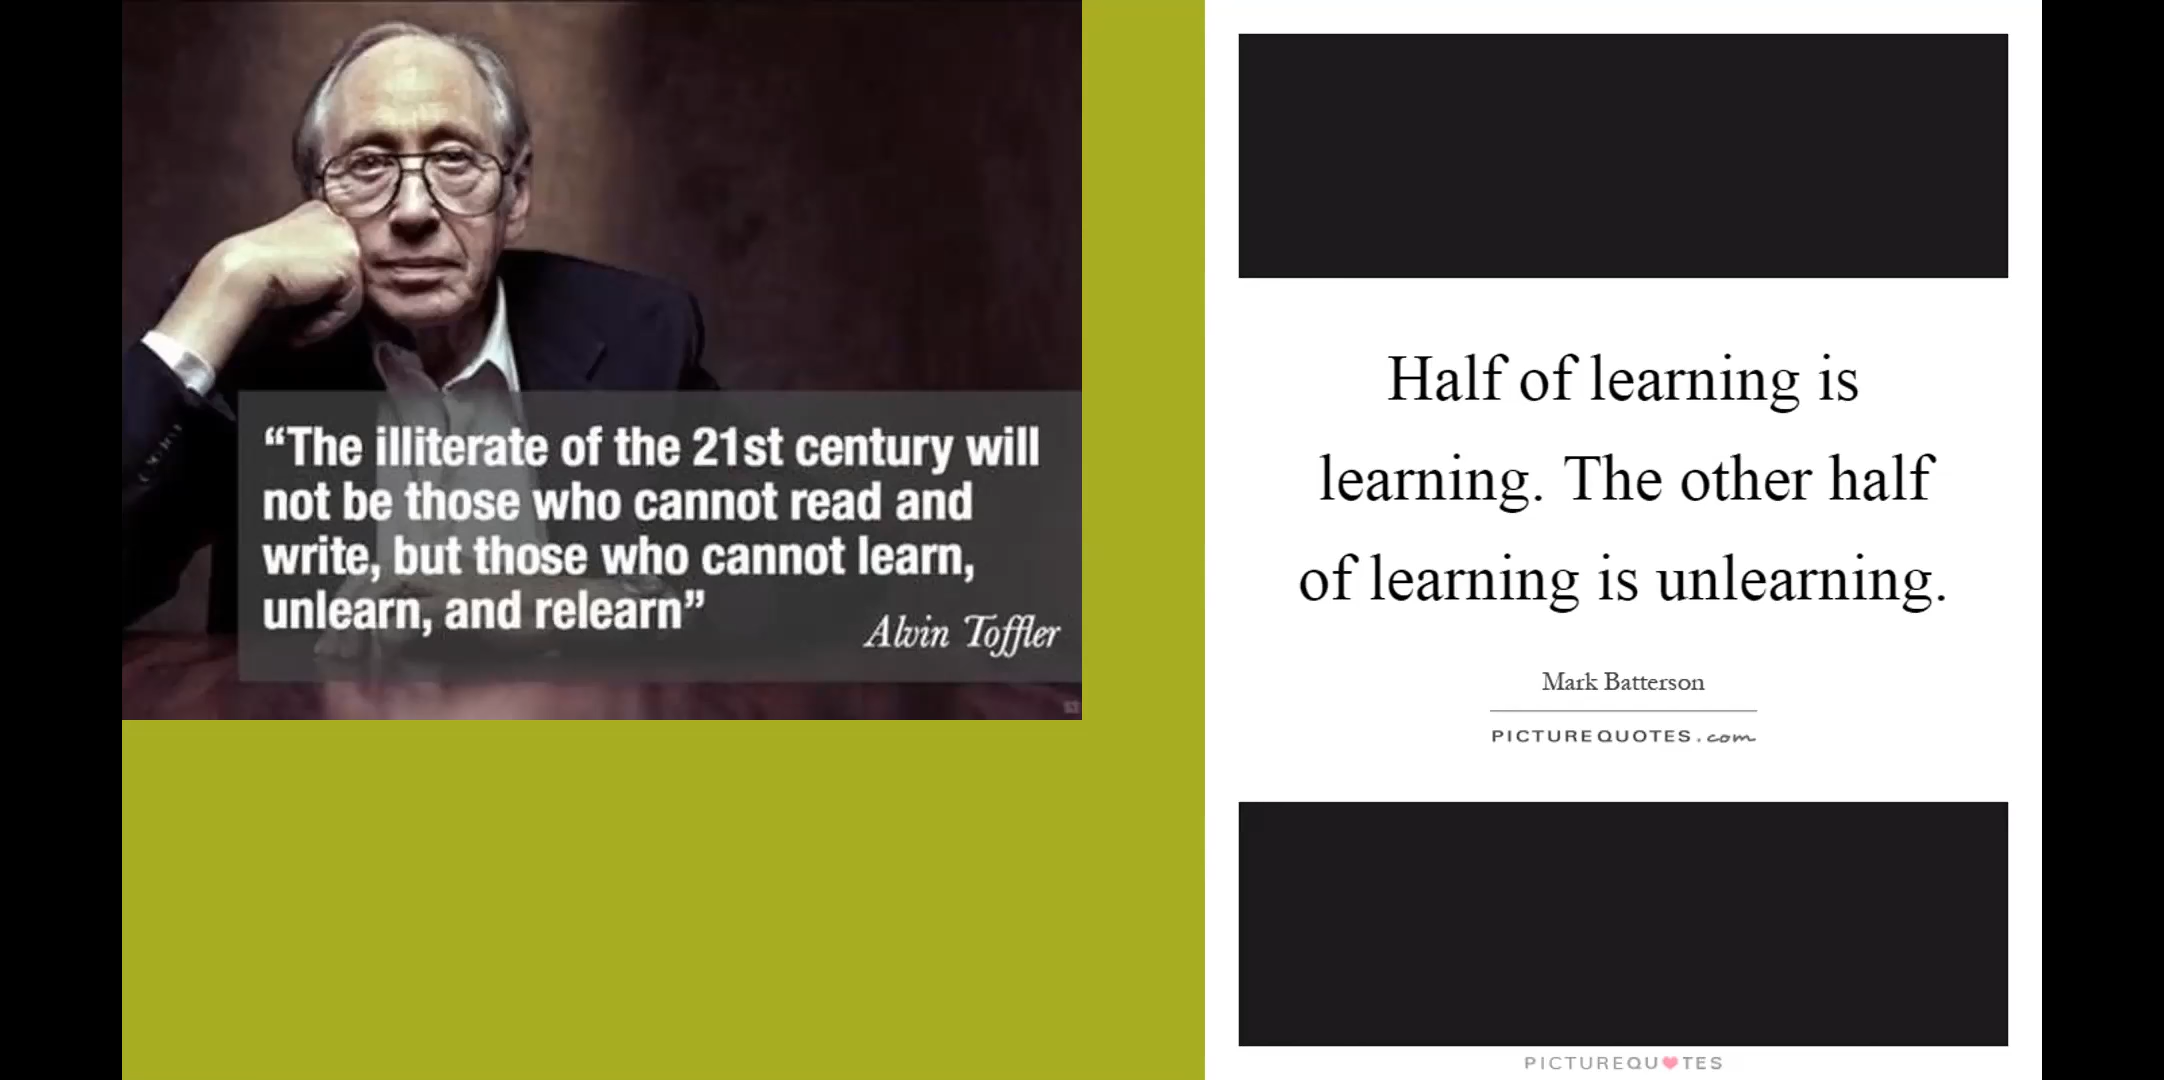 “The illiterate of the 21st century will
not be those who cannot read and
write, but those who cannot learn,
unlearn, and relearn”
Alvin Toffler
Half of learning is
learning. The other half
of learning is unlearning.
Mark Batterson
PICTUREQUOTES.com
PICTUREQU♥TES